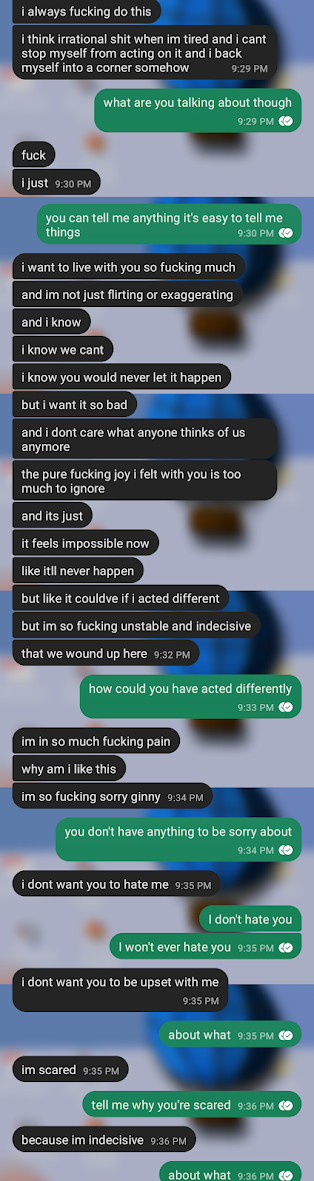 i always fucking do this
i think irrational shit when im tired and i cant
stop myself from acting on it and i back
myself into a corner somehow 9:29 PM
what are you talking about though
9:29 PM
fuck
i just 9:30 PM
you can tell me anything it's easy to tell me
things 9:30 PM
i want to live with you so fucking much
and im not just flirting or exaggerating
and i know
i know we cant
i know you would never let it happen
but i want it so bad
and i dont care what anyone thinks of us
anymore
the pure fucking joy i felt with you is too
much to ignore
and its just
it feels impossible now
like itll never happen
but like it couldve if i acted different
but im so fucking unstable and indecisive
that we wound up here 9:32 PM
how could you have acted differently
9:33 PM
im in so much fucking pain
why am i like this
im so fucking sorry ginny 9:34 PM
you don't have anything to be sorry about
9:34 PM
i dont want you to hate me 9:35 PM
I don't hate you
I won't ever hate you 9:35 PM
i dont want you to be upset with me
9:35 PM
about what 9:35 PM
im scared 9:35 PM
tell me why you're scared 9:36 PM
because im indecisive 9:36 PM
about what 9:36 PM